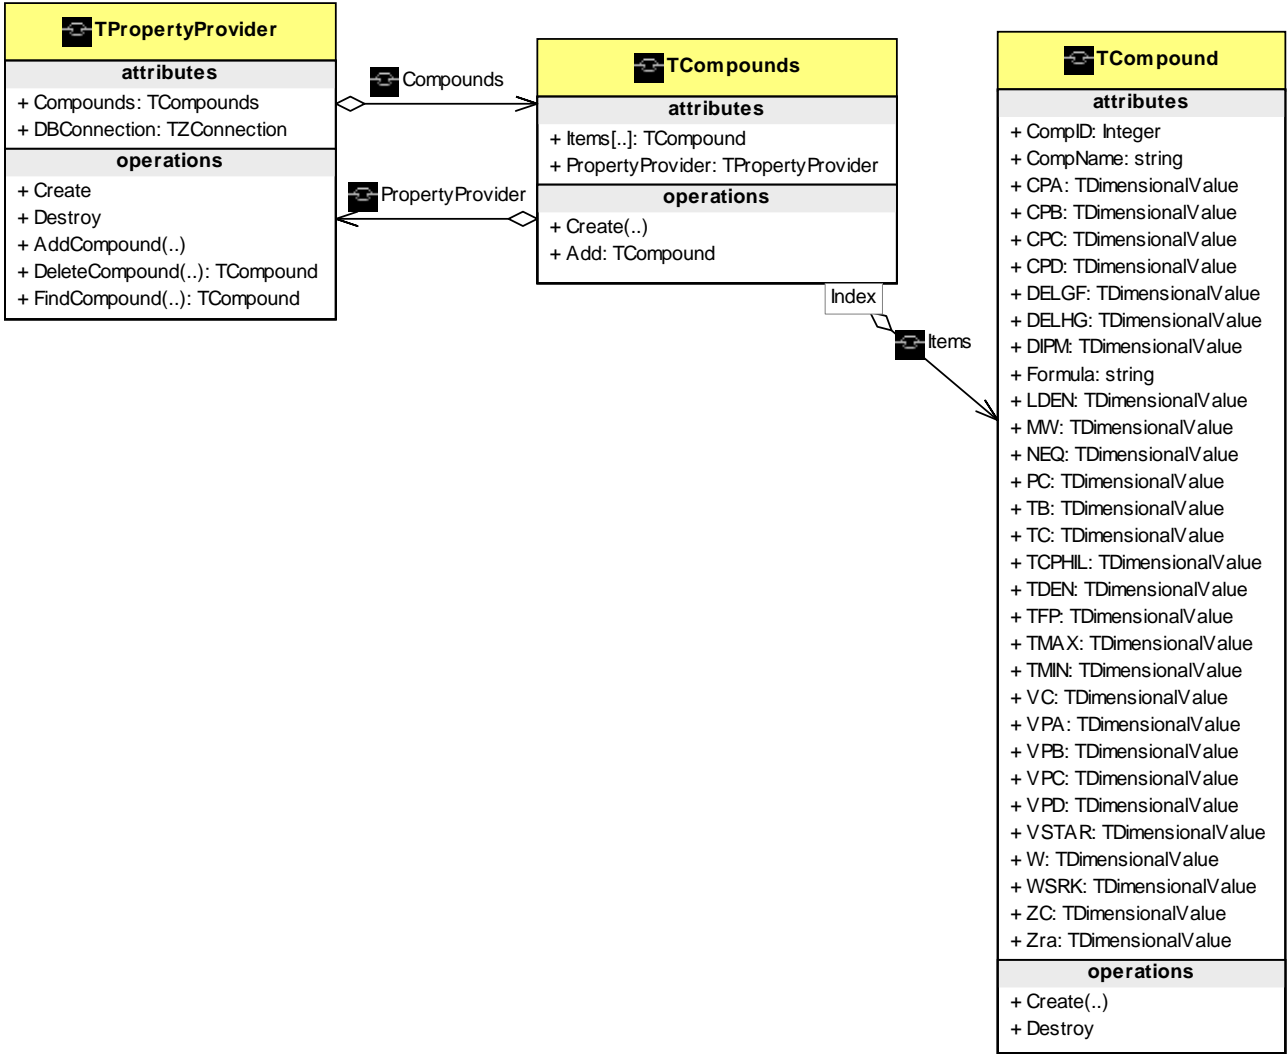 TPropertyProvider
attributes
+ Compounds: TCompounds
+ DBConnection: TZConnection
operations
+ Create
+ Destroy
+ AddCompound(..)
+ DeleteCompound(..): TCompound
+ FindCompound(..): TCompound
Compounds
PropertyProvider
TCompounds
attributes
+ Items[..]: TCompound
+ PropertyProvider: TPropertyProvider
operations
+ Create(..)
+ Add: TCompound
Index
Items
TCompound
attributes
+ CompID: Integer
+ CompName: string
+ CPA: TDimensionalValue
+ CPB: TDimensionalValue
+ CPC: TDimensionalValue
+ CPD: TDimensionalValue
+ DELGF: TDimensionalValue
+ DELHG: TDimensionalValue
+ DIPM: TDimensionalValue
+ Formula: string
+ LDEN: TDimensionalValue
+ MW: TDimensionalValue
+ NEQ: TDimensionalValue
+ PC: TDimensionalValue
+ TB: TDimensionalValue
+ TC: TDimensionalValue
+ TCPHIL: TDimensionalValue
+ TDEN: TDimensionalValue
+ TFP: TDimensionalValue
+ TMAX: TDimensionalValue
+ TMIN: TDimensionalValue
+ VC: TDimensionalValue
+ VPA: TDimensionalValue
+ VPB: TDimensionalValue
+ VPC: TDimensionalValue
+ VPD: TDimensionalValue
+ VSTAR: TDimensionalValue
+ W: TDimensionalValue
+ WSRK: TDimensionalValue
+ ZC: TDimensionalValue
+ Zra: TDimensionalValue
operations
+ Create(..)
+ Destroy